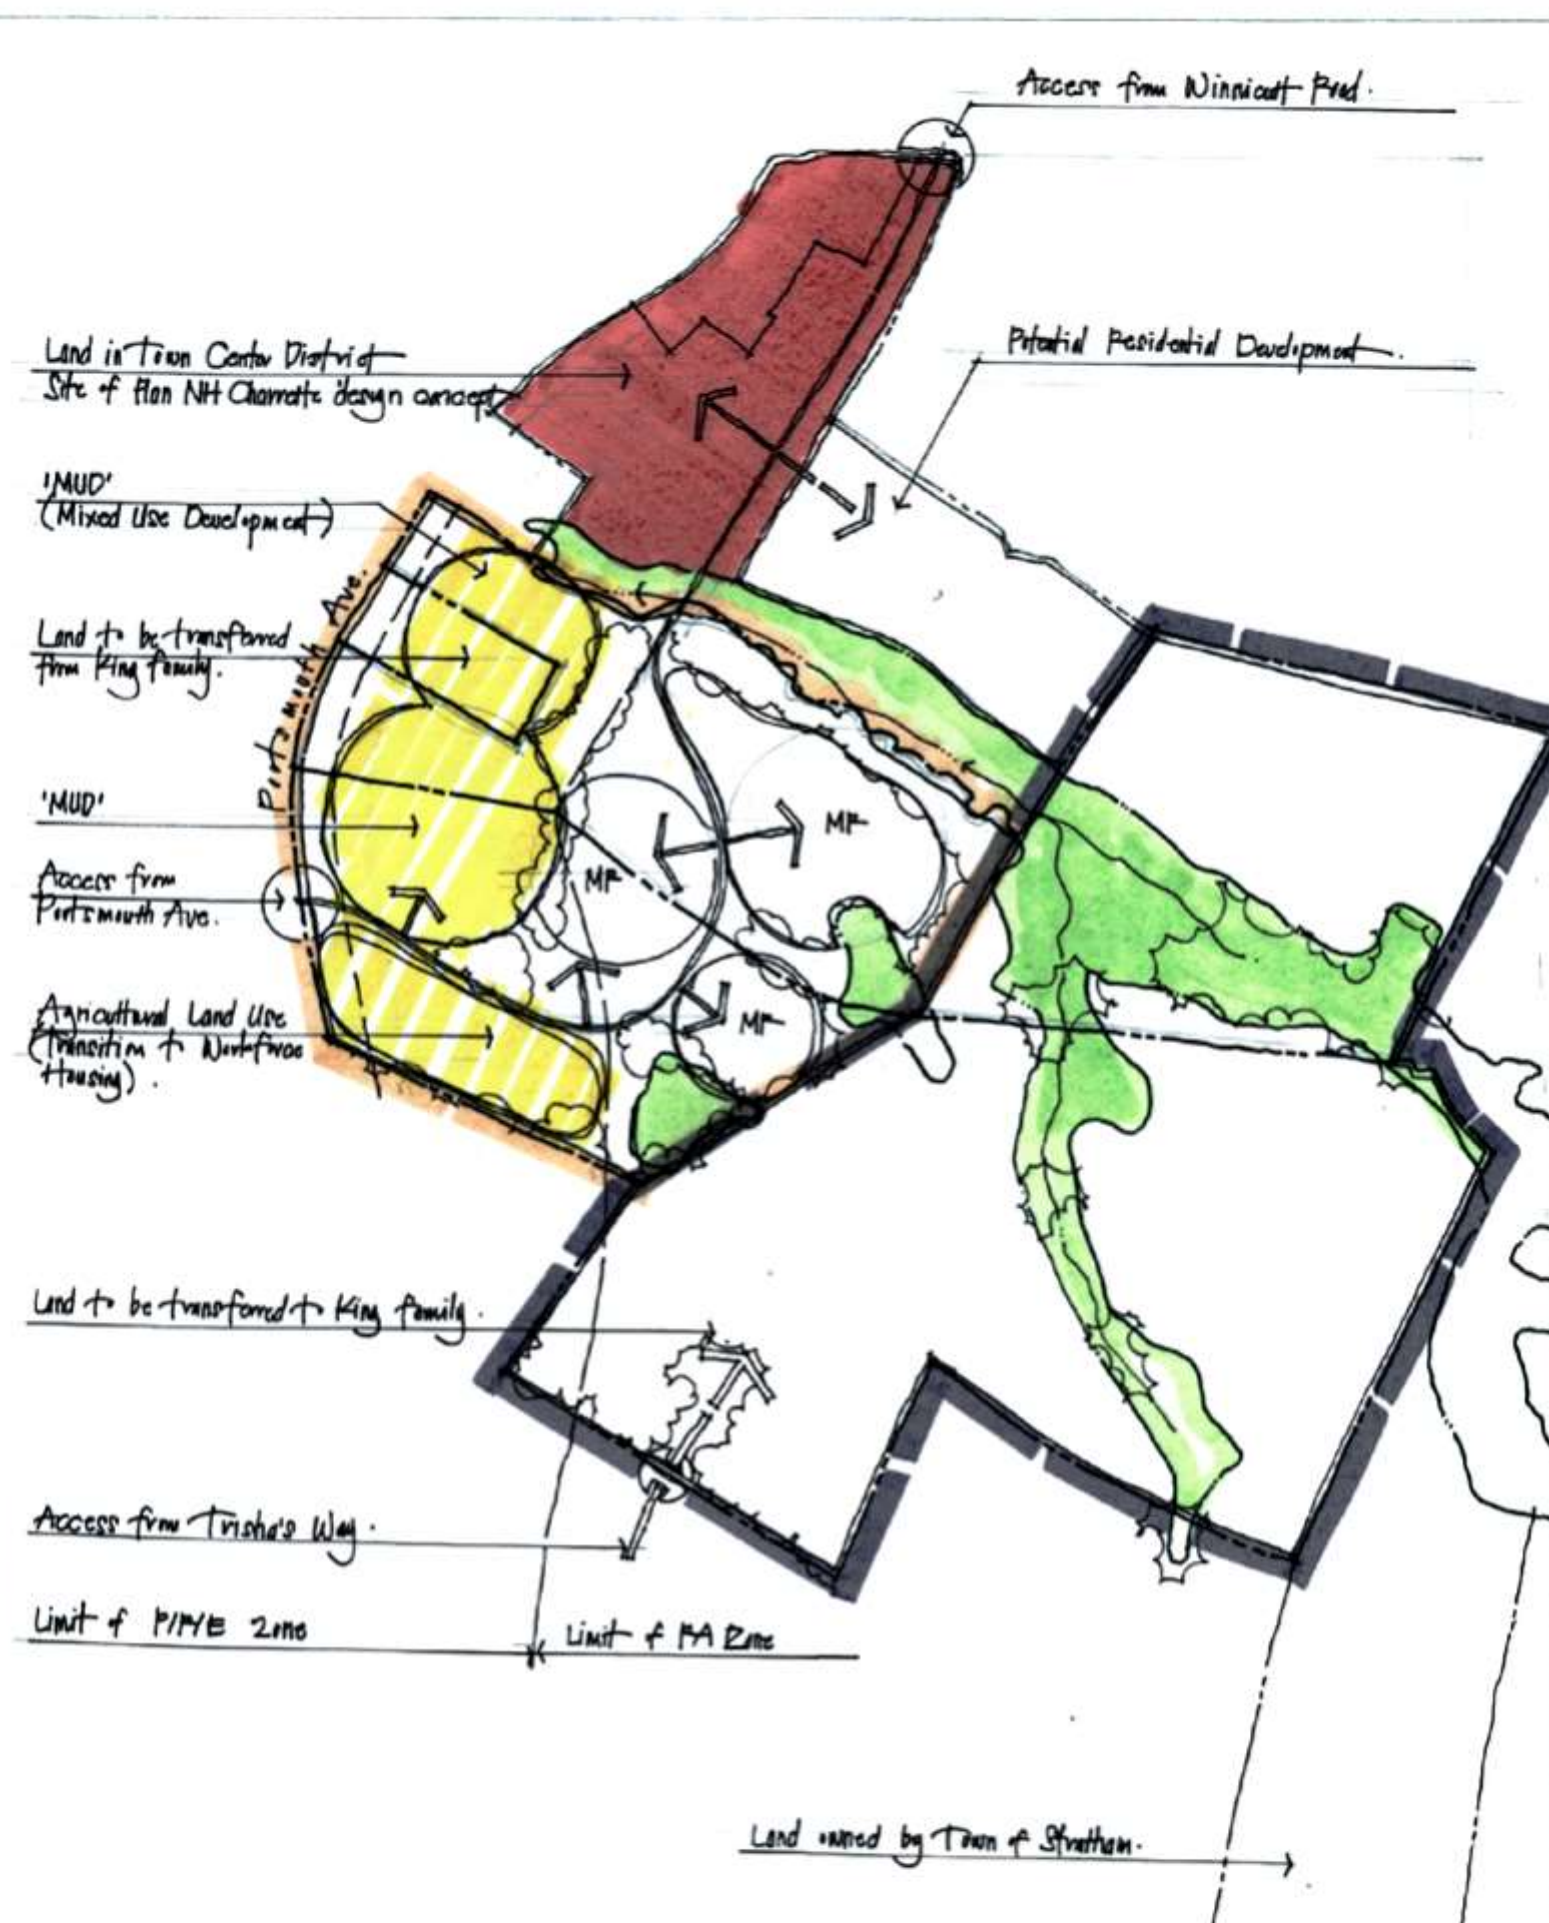 Access from Winnicutt Road.
Land in Town Center District
Site of Plan NH Charrette design concept
Potential Residential Development.
'MUD'
(Mixed Use Development)
Portsmouth Ave.
Land to be transferred
from King family.
'MUD'
MF
MF
Access from
Portsmouth Ave.
MF
Agricultural Land Use
(Transition to Workforce
Housing).
Land to be transferred to King family.
Access from Trisha's Way.
Limit of Zone
Limit of RA Zone
Land owned by Town of Stratham.